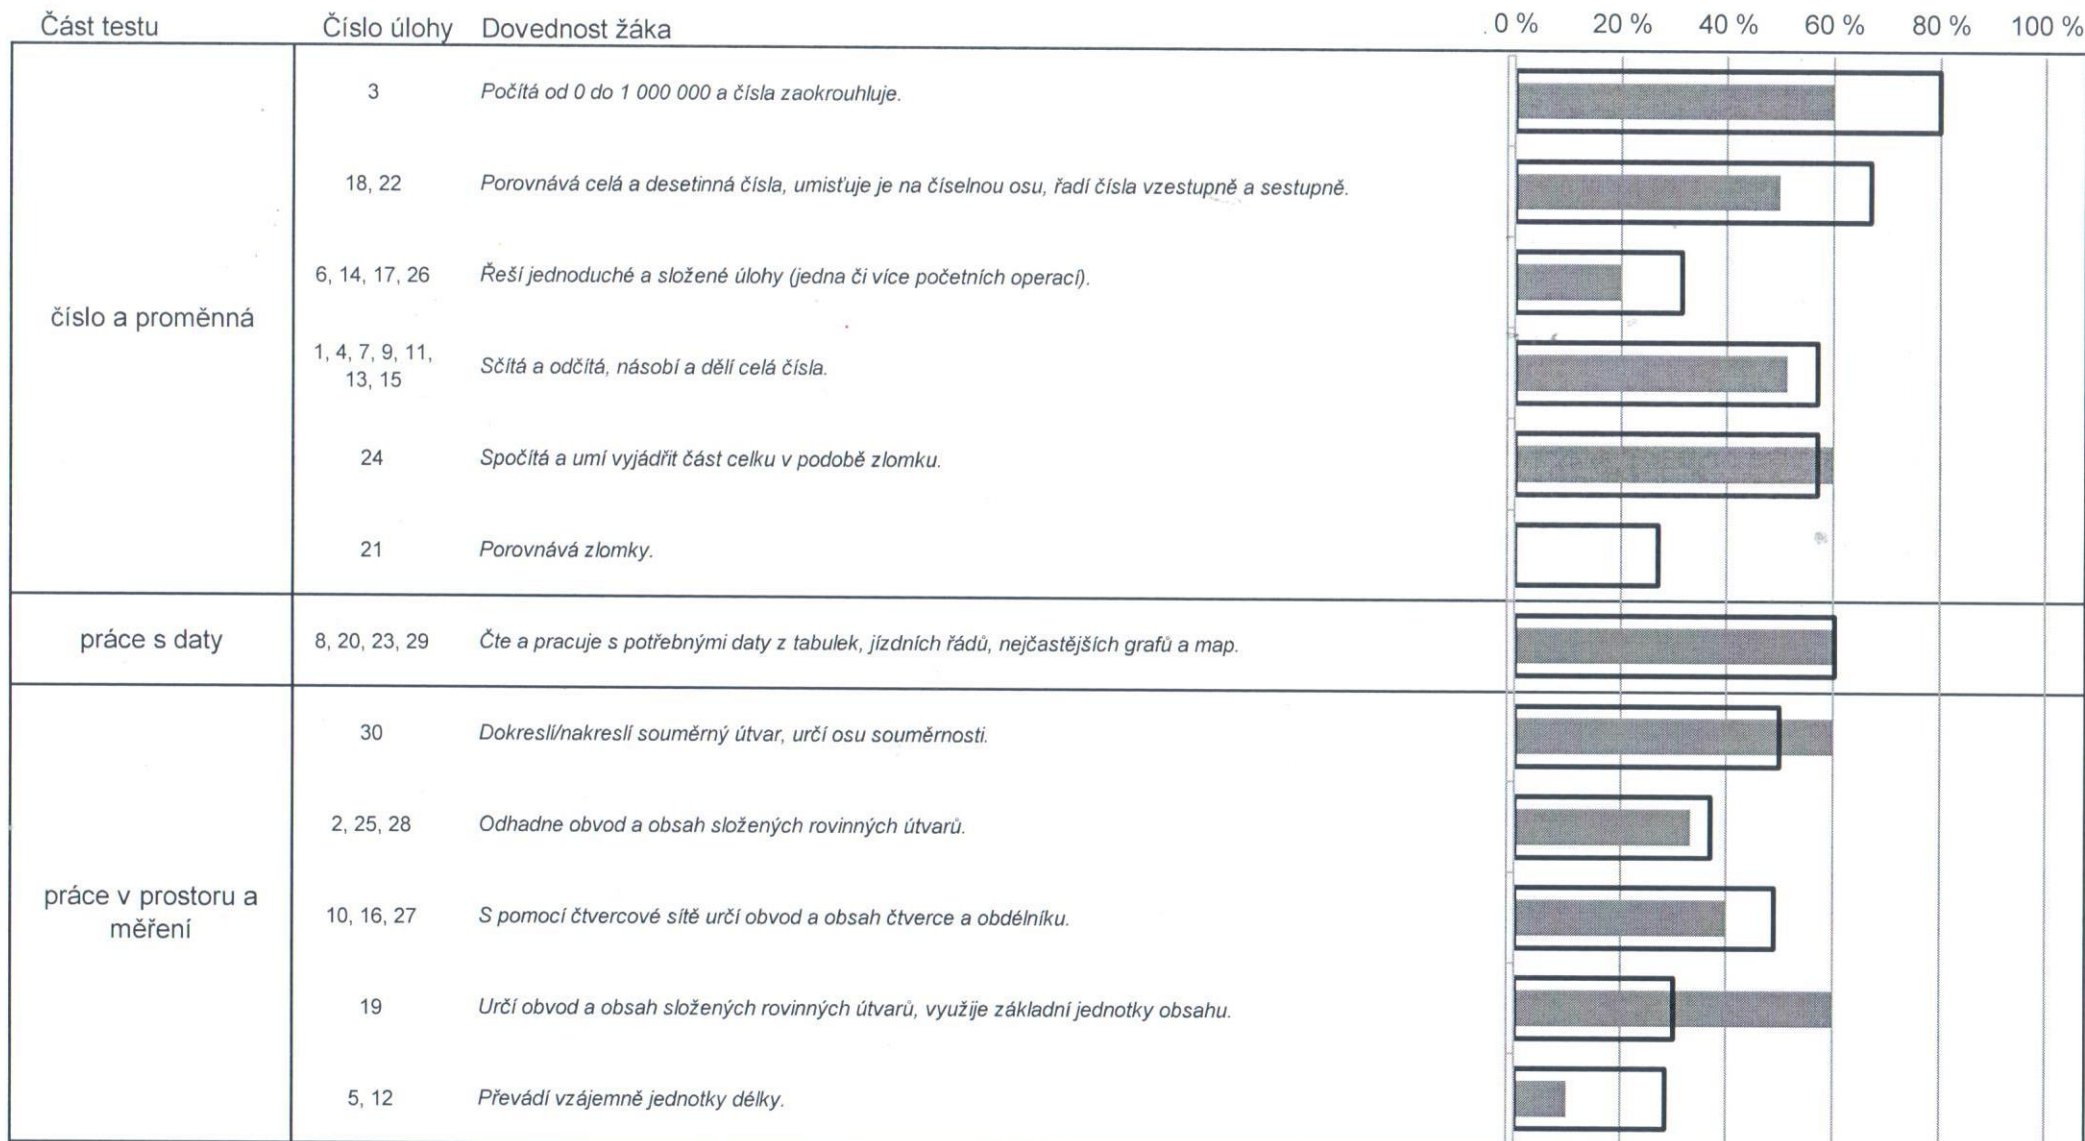 Část testu Číslo úlohy Dovednost žáka 0 % 20 % 40 % 60 % 80 % 100 %
číslo a proměnná
3 Počítá od 0 do 1 000 000 a čísla zaokrouhluje.
18, 22 Porovnává celá a desetinná čísla, umisťuje je na číselnou osu, řadí čísla vzestupně a sestupně.
6, 14, 17, 26 Řeší jednoduché a složené úlohy (jedna či více početních operací).
1, 4, 7, 9, 11,
13, 15 Sčítá a odčítá, násobí a dělí celá čísla.
24 Spočítá a umí vyjádřit část celku v podobě zlomku.
21 Porovnává zlomky.
práce s daty 8, 20, 23, 29 Čte a pracuje s potřebnými daty z tabulek, jízdních řádů, nejčastějších grafů a map.
práce v prostoru a
měření
30 Dokreslí/nakreslí souměrný útvar, určí osu souměrnosti.
2, 25, 28 Odhadne obvod a obsah složených rovinných útvarů.
10, 16, 27 S pomocí čtvercové sítě určí obvod a obsah čtverce a obdélníku.
19 Určí obvod a obsah složených rovinných útvarů, využije základní jednotky obsahu.
5, 12 Převádí vzájemně jednotky délky.